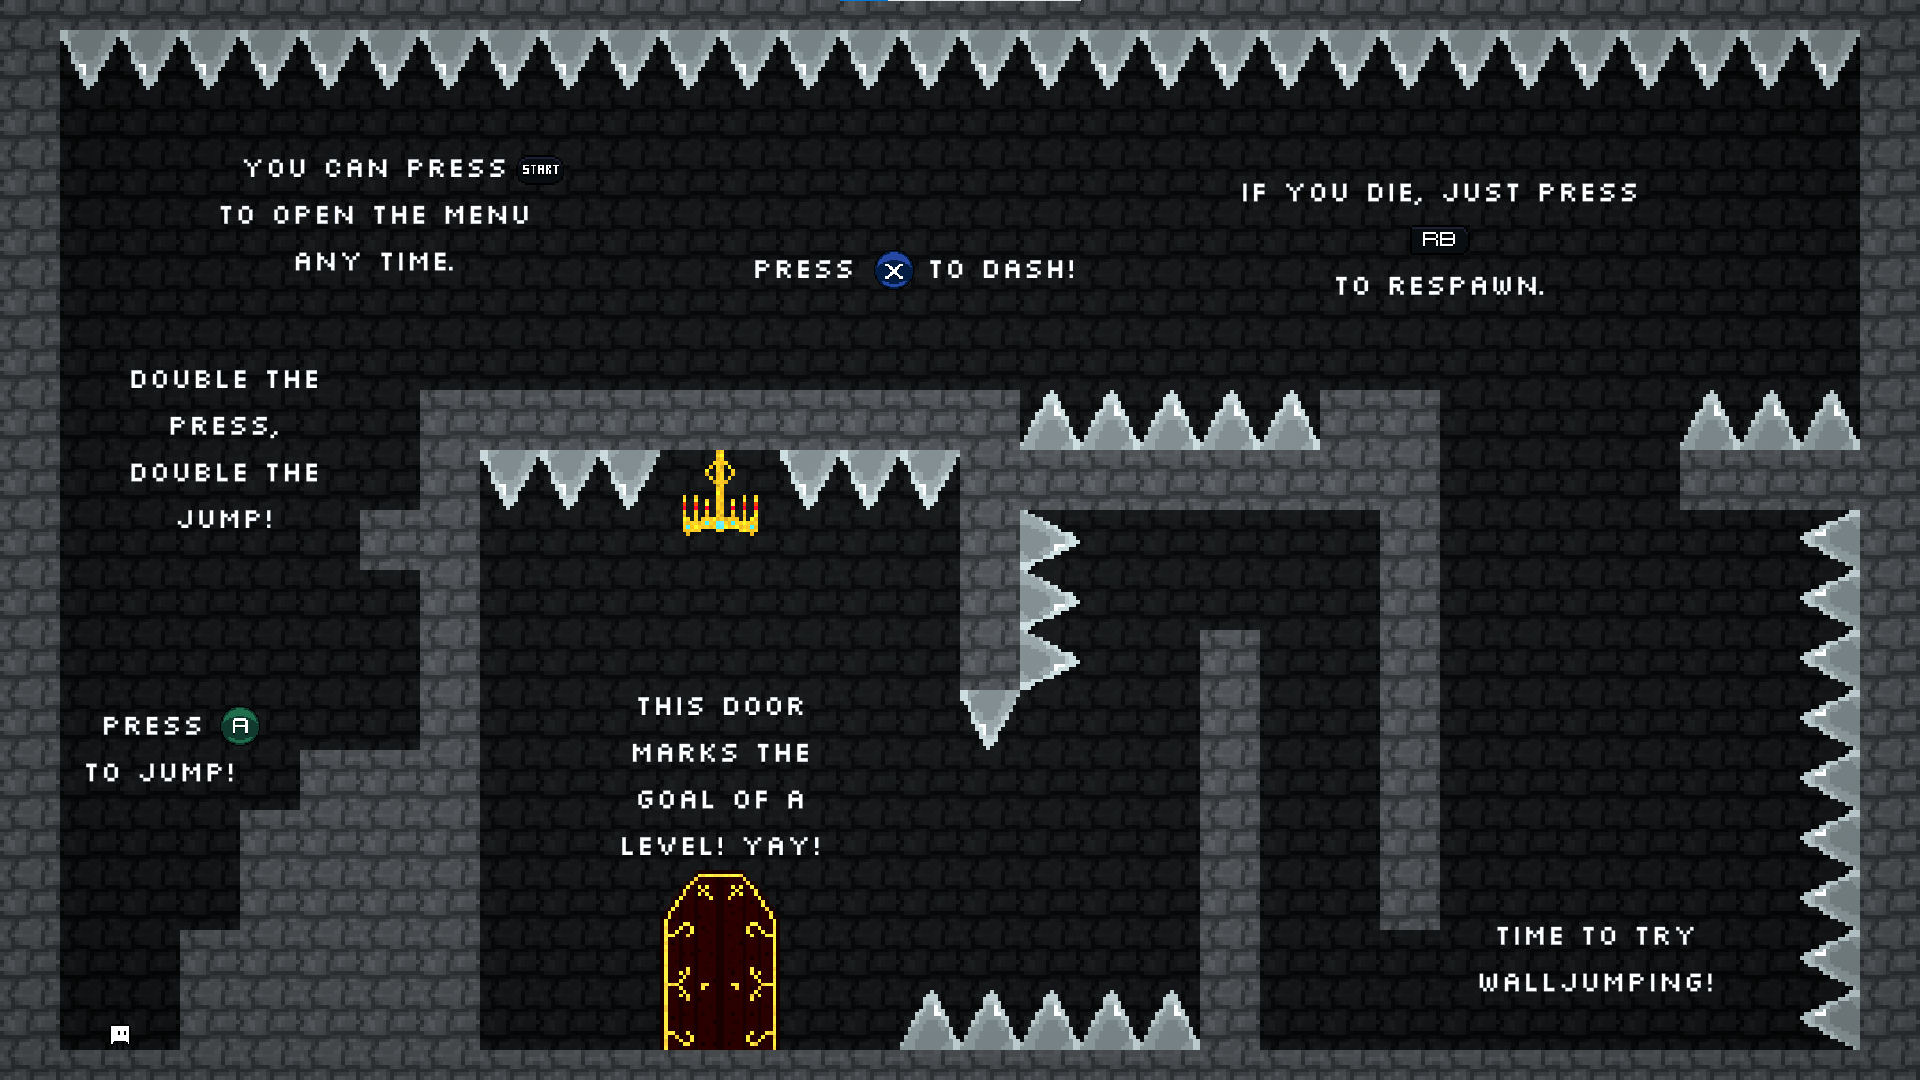 YOU CAN PRESS START
TO OPEN THE MENU
ANY TIME.
IF YOU DIE, JUST PRESS
RB
TO RESPAWN.
PRESS X TO DASH!
DOUBLE THE
PRESS,
DOUBLE THE
JUMP!
PRESS A
TO JUMP!
THIS DOOR
MARKS THE
GOAL OF A
LEVEL! YAY!
TIME TO TRY
WALLJUMPING!